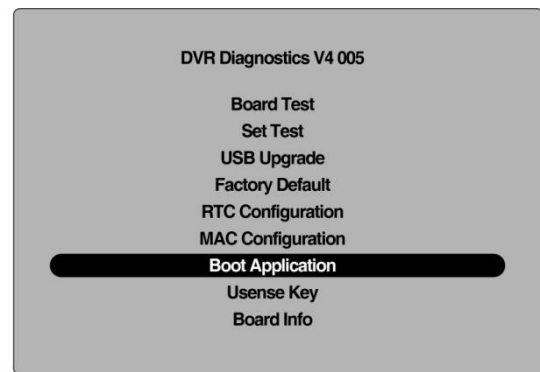 DVR Diagnostics V4 005
Board Test
Set Test
USB Upgrade
Factory Default
RTC Configuration
MAC Configuration
Boot Application
Usense Key
Board Info